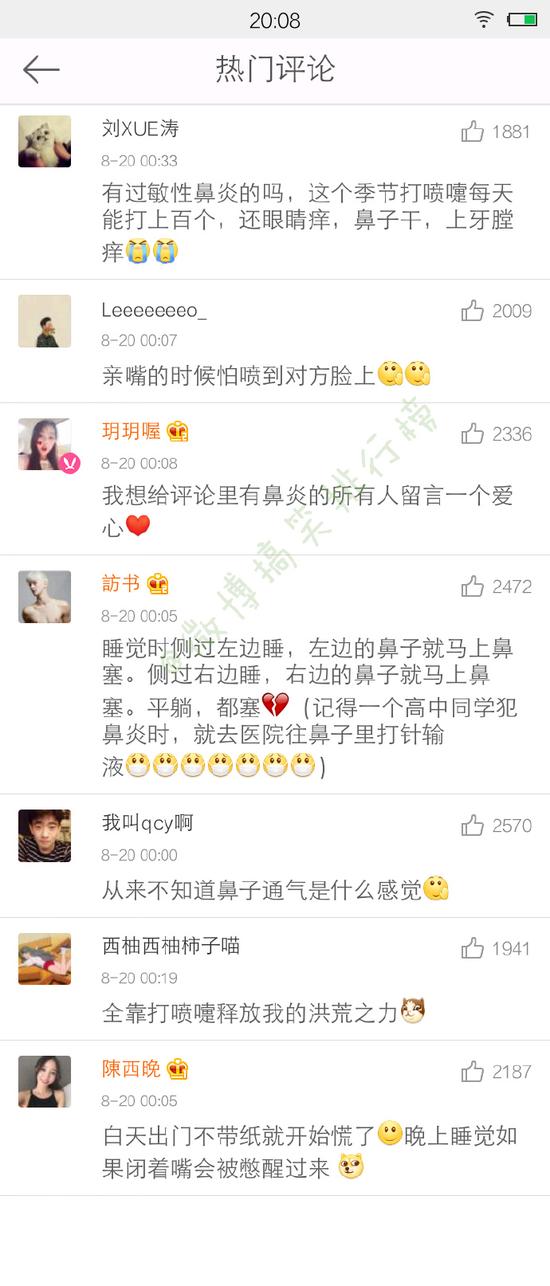 20:08
热门评论
刘XUE涛
1881
8-20 00:33
有过敏性鼻炎的吗，这个季节打喷嚏每天
能打上百个，还眼睛痒，鼻子干，上牙膛
痒😭😭
Leeeeeeeo_
2009
8-20 00:07
亲嘴的时候怕喷到对方脸上
玥玥喔
2336
8-20 00:08
我想给评论里有鼻炎的所有人留言一个爱
心❤️
訪书
2472
8-20 00:05
睡觉时侧过左边睡，左边的鼻子就马上鼻
塞。侧过右边睡，右边的鼻子就马上鼻
塞。平躺，都塞💔（记得一个高中同学犯
鼻炎时，就去医院往鼻子里打针输
液😷😷😷😷😷😷😷）
我叫qcy啊
2570
8-20 00:00
从来不知道鼻子通气是什么感觉
西柚西柚柿子喵
1941
8-20 00:19
全靠打喷嚏释放我的洪荒之力
陳西晚
2187
8-20 00:05
白天出门不带纸就开始慌了🙂晚上睡觉如
果闭着嘴会被憋醒过来
@微博搞笑排行榜